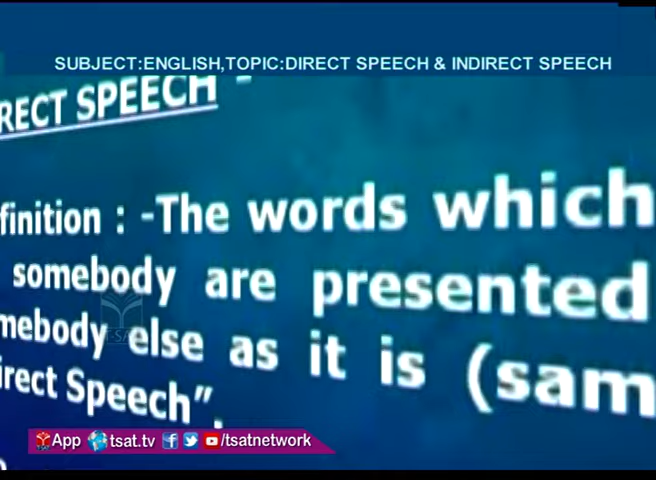 SUBJECT:ENGLISH,TOPIC:DIRECT SPEECH & INDIRECT SPEECH
RECT SPEECH -
finition : -The words which
somebody are presented
mebody else as it is (sam
irect Speech”.
App tsat.tv /tsatnetwork